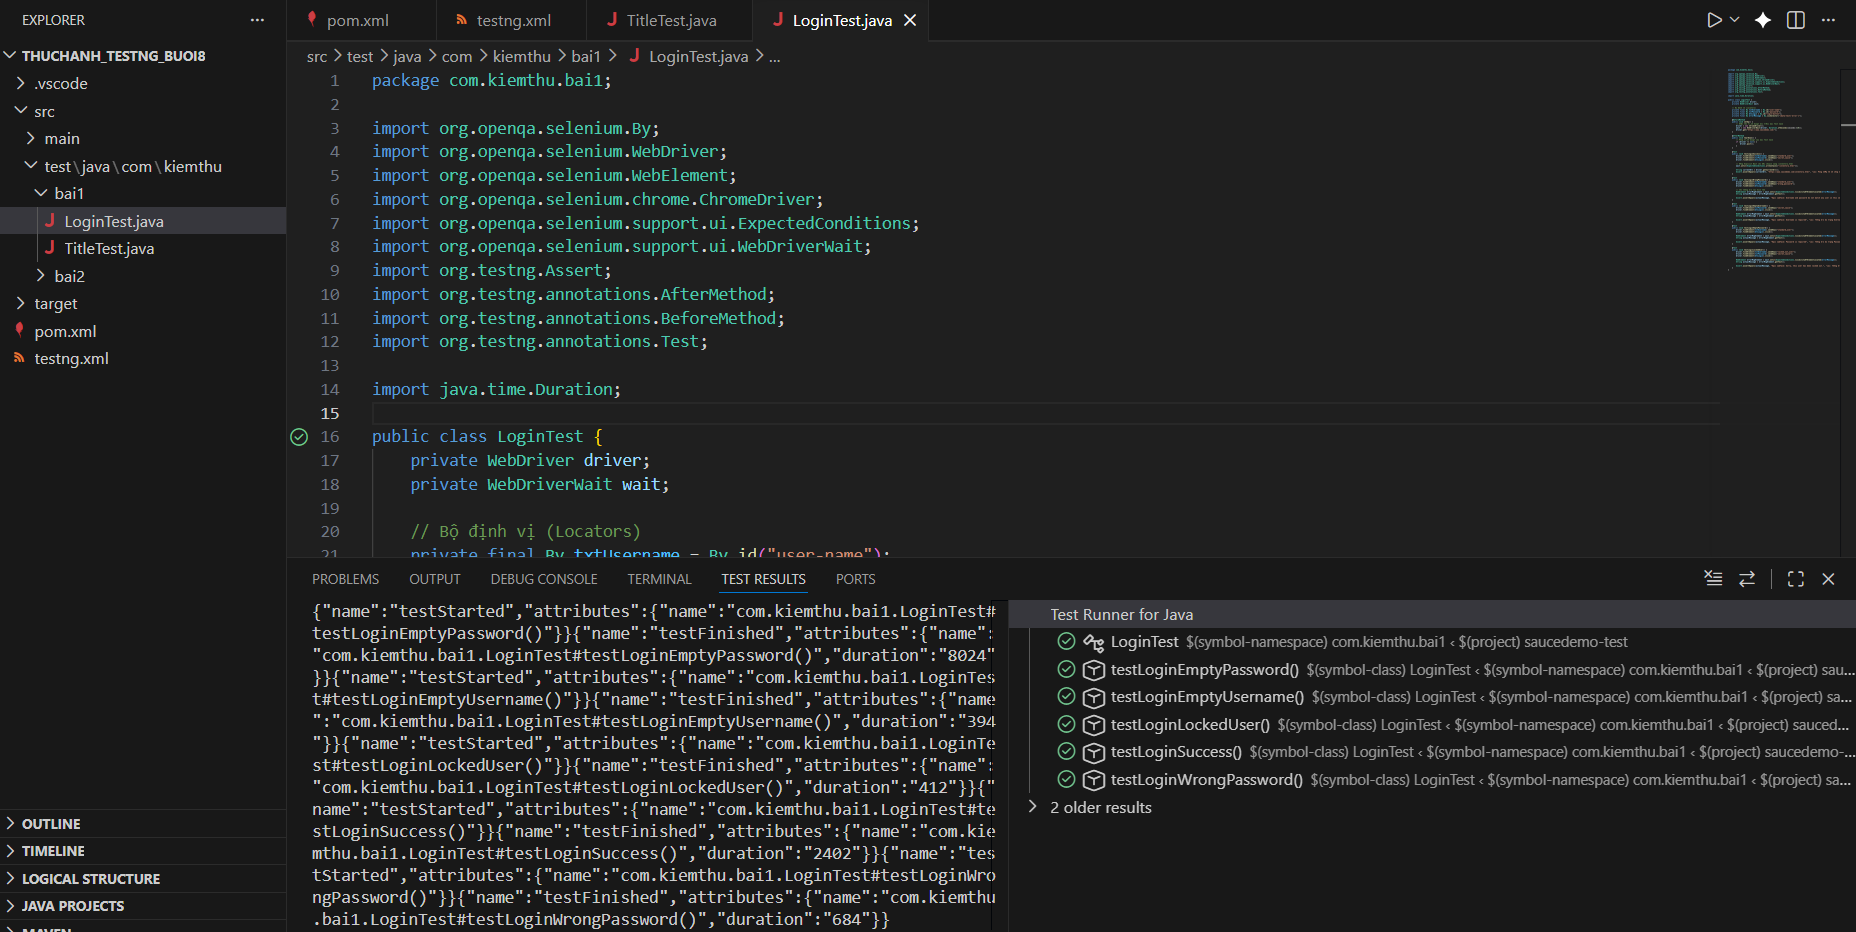 EXPLORER
THUCHANH_TESTNG_BUOI8
.vscode
src
main
test\java\com\kiemthu
bai1
LoginTest.java
TitleTest.java
bai2
target
pom.xml
testng.xml
OUTLINE
TIMELINE
LOGICAL STRUCTURE
JAVA PROJECTS
MAVEN
pom.xml
testng.xml
TitleTest.java
LoginTest.java
src > test > java > com > kiemthu > bai1 > LoginTest.java > ...
1 package com.kiemthu.bai1;
2
3 import org.openqa.selenium.By;
4 import org.openqa.selenium.WebDriver;
5 import org.openqa.selenium.WebElement;
6 import org.openqa.selenium.chrome.ChromeDriver;
7 import org.openqa.selenium.support.ui.ExpectedConditions;
8 import org.openqa.selenium.support.ui.WebDriverWait;
9 import org.testng.Assert;
10 import org.testng.annotations.AfterMethod;
11 import org.testng.annotations.BeforeMethod;
12 import org.testng.annotations.Test;
13
14 import java.time.Duration;
15
16 public class LoginTest {
17 private WebDriver driver;
18 private WebDriverWait wait;
19
20 // Bộ định vị (Locators)
21 private final By txtUsername = By.id("user-name");
PROBLEMS OUTPUT DEBUG CONSOLE TERMINAL TEST RESULTS PORTS
{"name":"testStarted","attributes":{"name":"com.kiemthu.bai1.LoginTest#
testLoginEmptyPassword()"}}{"name":"testFinished","attributes":{"name":
"com.kiemthu.bai1.LoginTest#testLoginEmptyPassword()","duration":"8024"
}}{"name":"testStarted","attributes":{"name":"com.kiemthu.bai1.LoginTes
t#testLoginEmptyUsername()"}}{"name":"testFinished","attributes":{"name
":"com.kiemthu.bai1.LoginTest#testLoginEmptyUsername()","duration":"394
"}}{"name":"testStarted","attributes":{"name":"com.kiemthu.bai1.LoginTe
st#testLoginLockedUser()"}}{"name":"testFinished","attributes":{"name":
"com.kiemthu.bai1.LoginTest#testLoginLockedUser()","duration":"412"}}{"
name":"testStarted","attributes":{"name":"com.kiemthu.bai1.LoginTest#te
stLoginSuccess()"}}{"name":"testFinished","attributes":{"name":"com.kie
mthu.bai1.LoginTest#testLoginSuccess()","duration":"2402"}}{"name":"tes
tStarted","attributes":{"name":"com.kiemthu.bai1.LoginTest#testLoginWro
ngPassword()"}}{"name":"testFinished","attributes":{"name":"com.kiemthu
.bai1.LoginTest#testLoginWrongPassword()","duration":"684"}}
Test Runner for Java
LoginTest $(symbol-namespace) com.kiemthu.bai1 ‹ $(project) saucedemo-test
testLoginEmptyPassword() $(symbol-class) LoginTest ‹ $(symbol-namespace) com.kiemthu.bai1 ‹ $(project) sau...
testLoginEmptyUsername() $(symbol-class) LoginTest ‹ $(symbol-namespace) com.kiemthu.bai1 ‹ $(project) sa...
testLoginLockedUser() $(symbol-class) LoginTest ‹ $(symbol-namespace) com.kiemthu.bai1 ‹ $(project) sauced...
testLoginSuccess() $(symbol-class) LoginTest ‹ $(symbol-namespace) com.kiemthu.bai1 ‹ $(project) saucedemo-...
testLoginWrongPassword() $(symbol-class) LoginTest ‹ $(symbol-namespace) com.kiemthu.bai1 ‹ $(project) sa...
2 older results